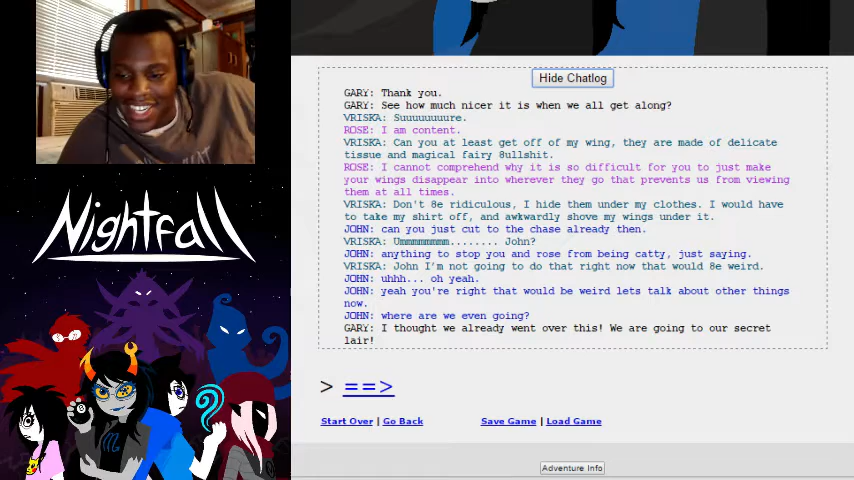 Hide Chatlog
GARY: Thank you.
GARY: See how much nicer it is when we all get along?
VRISKA: Suuuuuuuure.
ROSE: I am content.
VRISKA: Can you at least get off of my wing, they are made of delicate
tissue and magical fairy 8ullshit.
ROSE: I cannot comprehend why it is so difficult for you to just make
your wings disappear into wherever they go that prevents us from viewing
them at all times.
VRISKA: Don't 8e ridiculous, I hide them under my clothes. I would have
to take my shirt off, and awkwardly shove my wings under it.
JOHN: can you just cut to the chase already then.
VRISKA: Ummmmmmmm........ John?
JOHN: anything to stop you and rose from being catty, just saying.
VRISKA: John I'm not going to do that right now that would 8e weird.
JOHN: uhhh... oh yeah.
JOHN: yeah you're right that would be weird lets talk about other things
now.
JOHN: where are we even going?
GARY: I thought we already went over this! We are going to our secret
lair!
> ==>
Start Over | Go Back Save Game | Load Game
Adventure Info
Nightfall